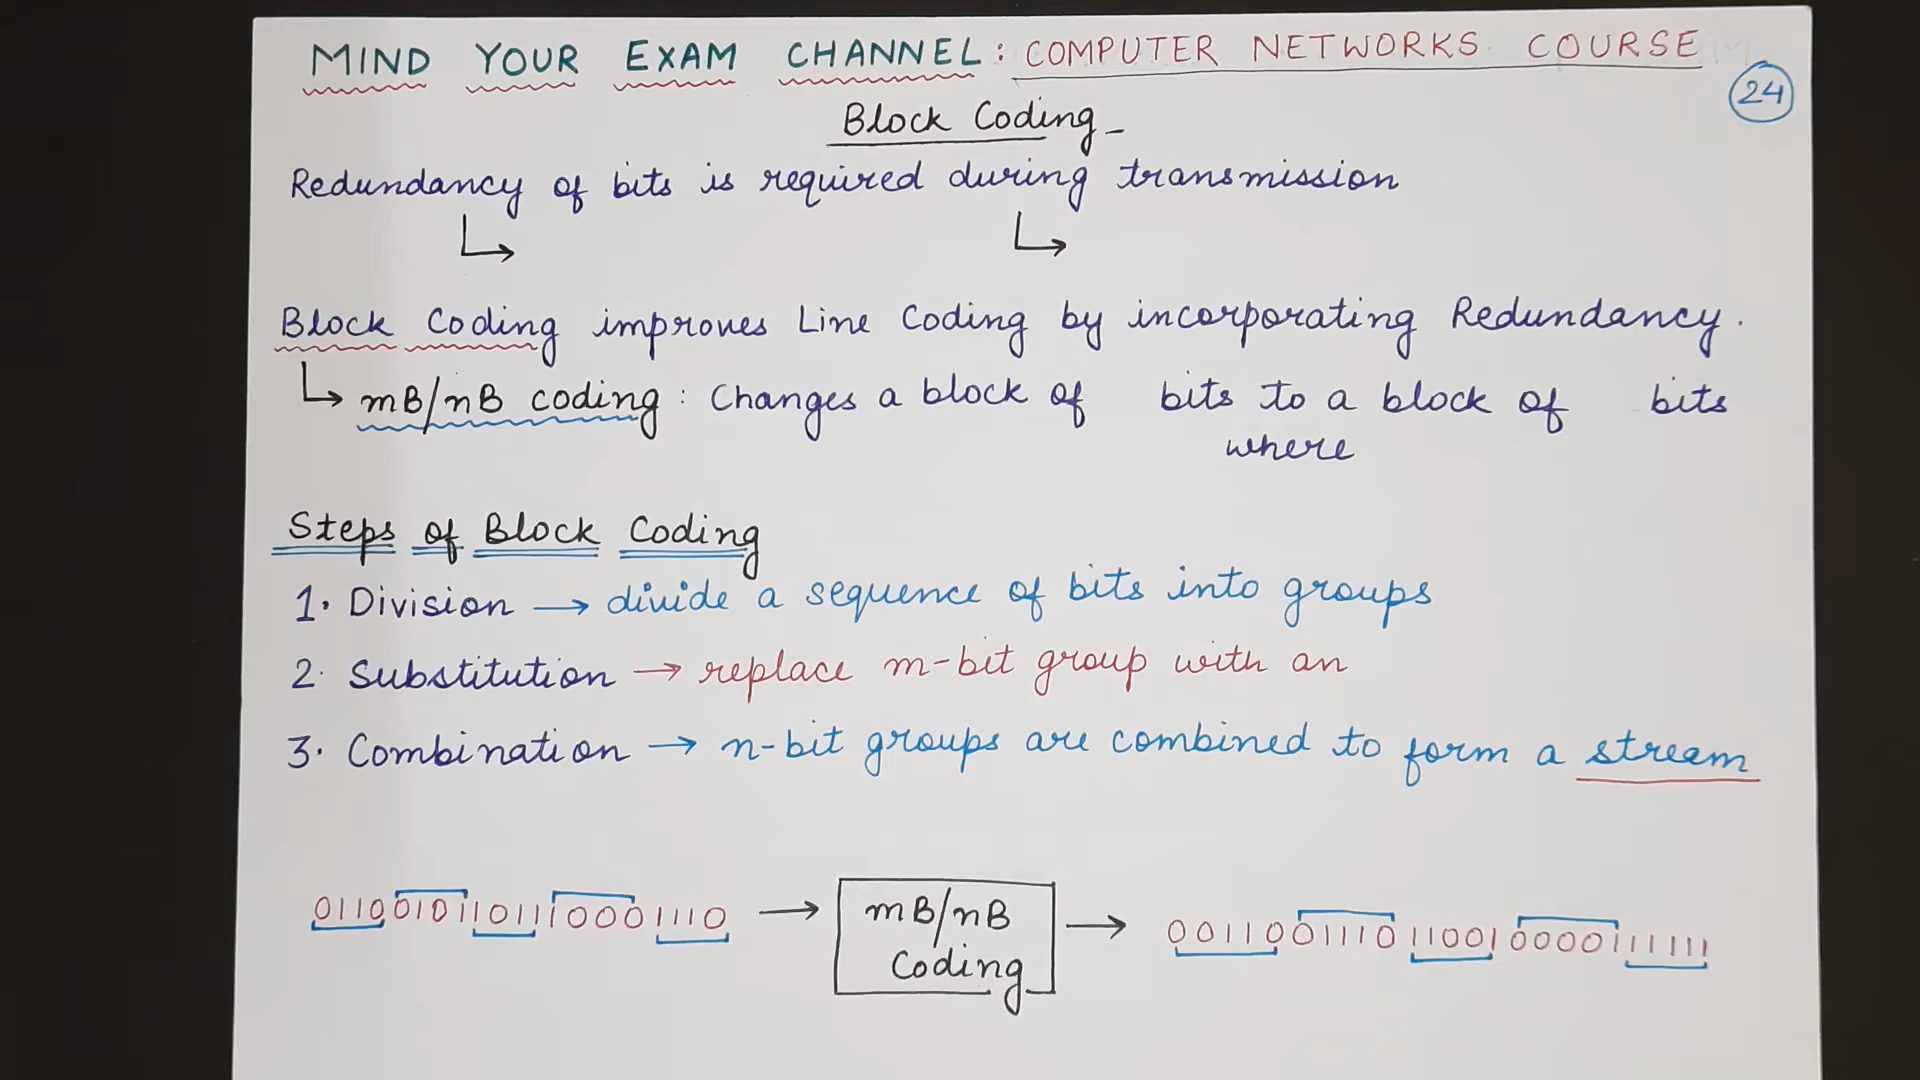 MIND YOUR EXAM CHANNEL: COMPUTER NETWORKS COURSE
24
Block Coding -
Redundancy of bits is required during transmission
Block Coding improves Line Coding by incorporating Redundancy.
mB/nB coding: Changes a block of bits to a block of bits
where
Steps of Block Coding
1. Division → divide a sequence of bits into groups
2. Substitution → replace m-bit group with an
3. Combination → n-bit groups are combined to form a stream
01100101101110001110 → mB/nB Coding → 0011001110110010000111111